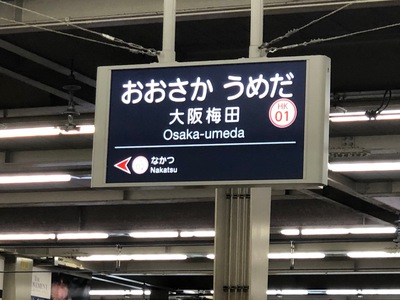 おおさか うめだ
大阪梅田
Osaka-umeda
HK
01
なかつ
Nakatsu